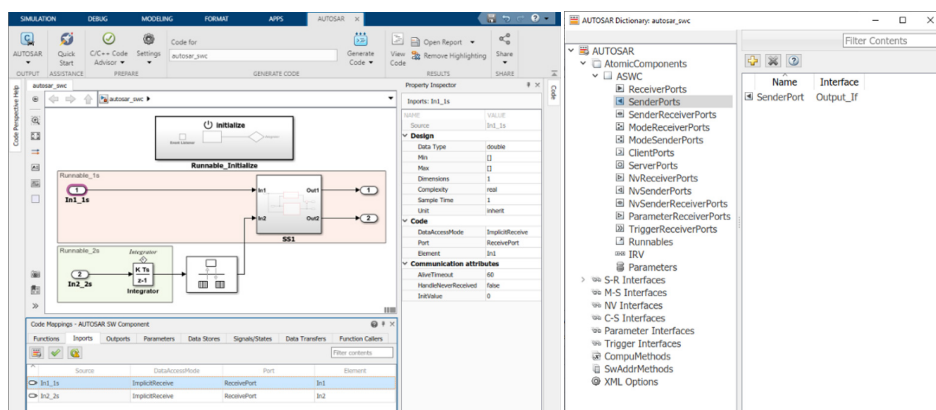 SIMULATION DEBUG MODELING FORMAT APPS AUTOSAR
AUTOSAR
Quick Start
C/C++ Code Advisor
Settings
Code for
autosar_swc
Generate Code
View Code
Open Report
Remove Highlighting
Share
OUTPUT ASSISTANCE PREPARE GENERATE CODE RESULTS SHARE
Code Perspective Help
autosar_swc
autosar_swc
initialize
Runnable_Initialize
Runnable_1s
1
In1_1s
In1
In2
Out1
Out2
SS1
1
2
Runnable_2s
2
In2_2s
Integrator
K Ts
z-1
Integrator
Property Inspector
Code
Inports: In1_1s
NAME VALUE
Source In1_1s
Design
Data Type double
Min []
Max []
Dimensions 1
Complexity real
Sample Time 1
Unit inherit
Code
DataAccessMode ImplicitReceive
Port ReceivePort
Element In1
Communication attributes
AliveTimeout 60
HandleNeverReceived false
InitValue 0
Code Mappings - AUTOSAR SW Component
Functions Inports Outports Parameters Data Stores Signals/States Data Transfers Function Callers
Filter contents
Source DataAccessMode Port Element
In1_1s ImplicitReceive ReceivePort In1
In2_2s ImplicitReceive ReceivePort In2
AUTOSAR Dictionary: autosar_swc
Filter Contents
AUTOSAR
AtomicComponents
ASWC
ReceiverPorts
SenderPorts
SenderReceiverPorts
ModeReceiverPorts
ModeSenderPorts
ClientPorts
ServerPorts
NvReceiverPorts
NvSenderPorts
NvSenderReceiverPorts
ParameterReceiverPorts
TriggerReceiverPorts
Runnables
IRV
Parameters
S-R Interfaces
M-S Interfaces
NV Interfaces
C-S Interfaces
Parameter Interfaces
Trigger Interfaces
CompuMethods
SwAddrMethods
XML Options
Name Interface
SenderPort Output_If